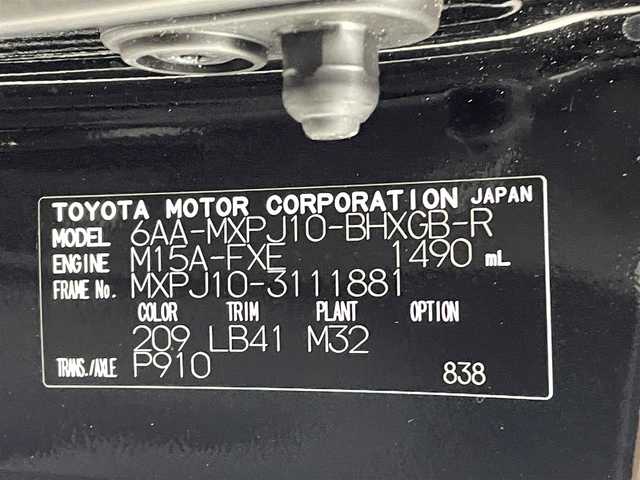 TOYOTA MOTOR CORPORATION JAPAN
MODEL 6AA-MXPJ10-BHXGB-R
ENGINE M15A-FXE 1490 mL
FRAME No. MXPJ10-3111881
COLOR TRIM PLANT OPTION
209 LB41 M32
TRANS./AXLE P910
838